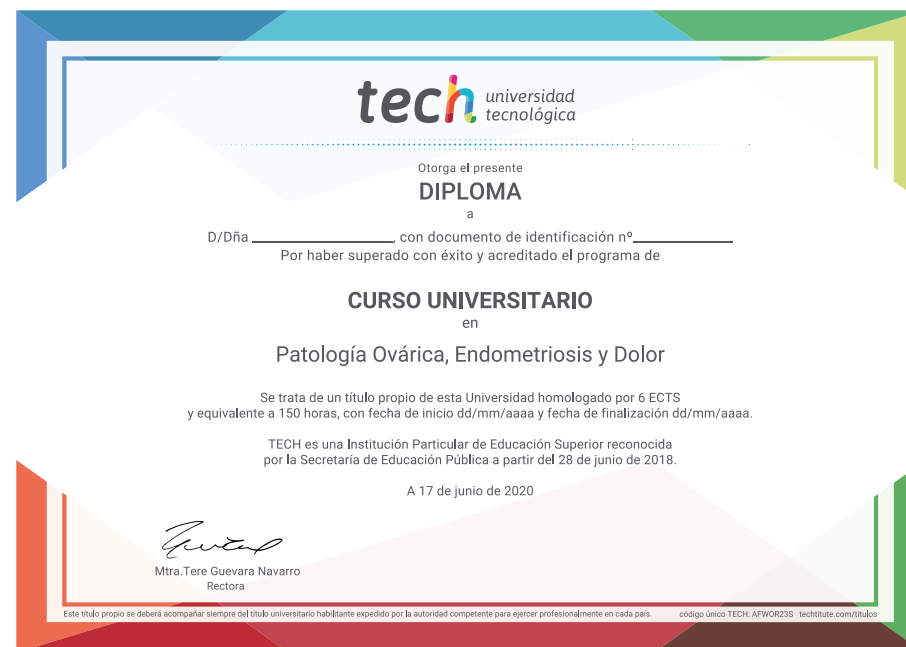 tech universidad
tecnológica
Otorga el presente
DIPLOMA
a
D/Dña ____________________, con documento de identificación nº______________
Por haber superado con éxito y acreditado el programa de
CURSO UNIVERSITARIO
en
Patología Ovárica, Endometriosis y Dolor
Se trata de un título propio de esta Universidad homologado por 6 ECTS
y equivalente a 150 horas, con fecha de inicio dd/mm/aaaa y fecha de finalización dd/mm/aaaa.
TECH es una Institución Particular de Educación Superior reconocida
por la Secretaría de Educación Pública a partir del 28 de junio de 2018.
A 17 de junio de 2020
Mtra.Tere Guevara Navarro
Rectora
Este título propio se deberá acompañar siempre del título universitario habilitante expedido por la autoridad competente para ejercer profesionalmente en cada país. código único TECH: AFWOR23S techtitute.com/títulos